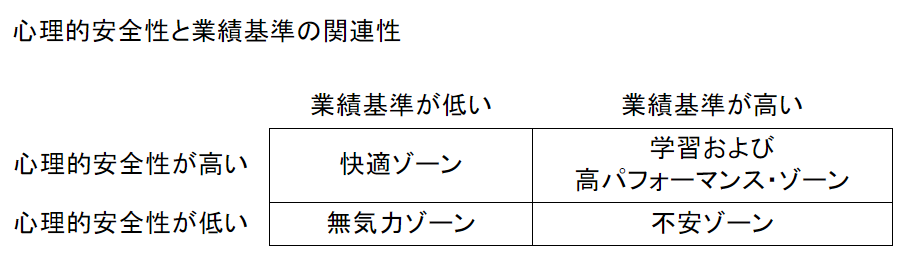 心理的安全性と業績基準の関連性
業績基準が低い 業績基準が高い
心理的安全性が高い 快適ゾーン 学習および
高パフォーマンス・ゾーン
心理的安全性が低い 無気力ゾーン 不安ゾーン